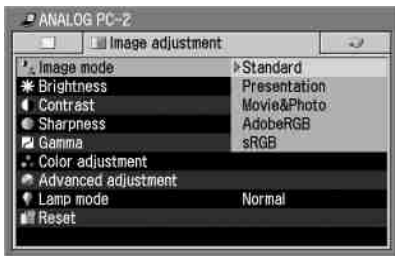 ANALOG PC-2
Image adjustment
Image mode Standard
Brightness Presentation
Contrast Movie&Photo
Sharpness AdobeRGB
Gamma sRGB
Color adjustment
Advanced adjustment
Lamp mode Normal
Reset